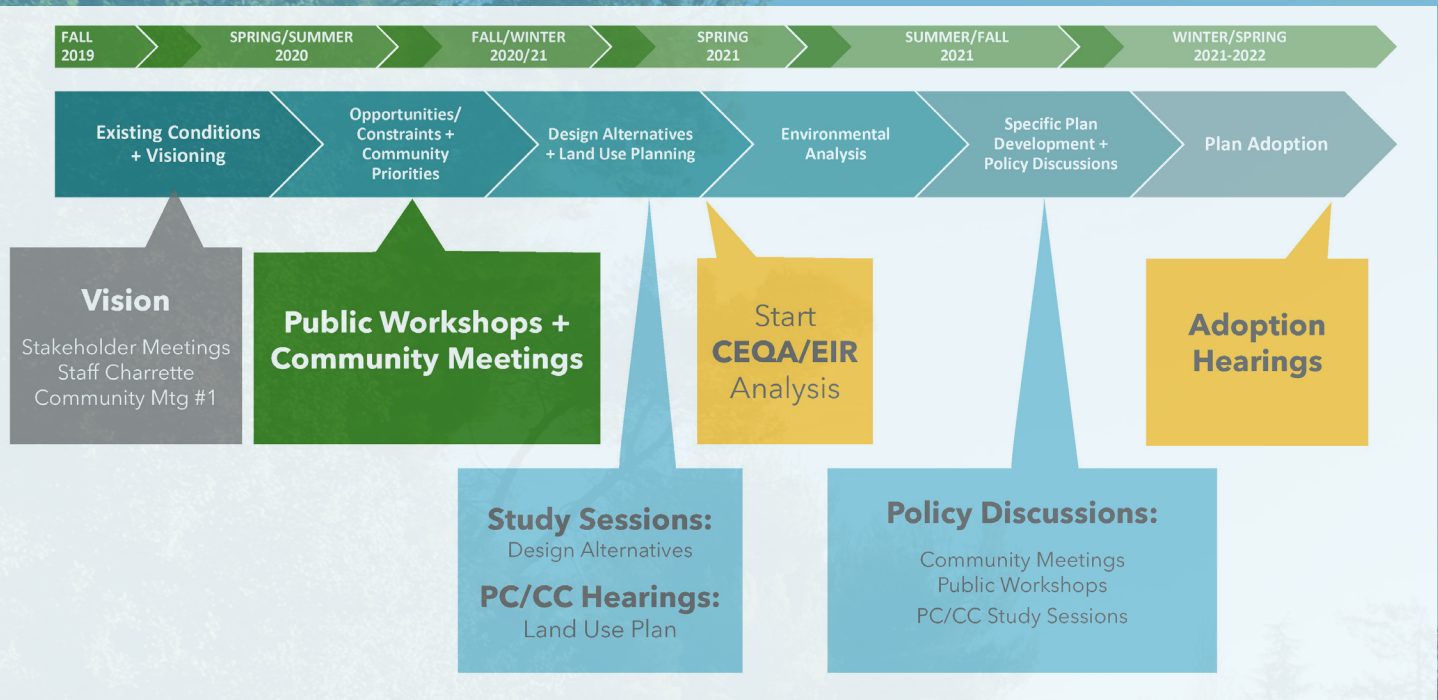 FALL
2019
SPRING/SUMMER
2020
FALL/WINTER
2020/21
SPRING
2021
SUMMER/FALL
2021
WINTER/SPRING
2021-2022
Existing Conditions
+ Visioning
Opportunities/
Constraints +
Community
Priorities
Design Alternatives
+ Land Use Planning
Environmental
Analysis
Specific Plan
Development +
Policy Discussions
Plan Adoption
Vision
Stakeholder Meetings
Staff Charrette
Community Mtg #1
Public Workshops +
Community Meetings
Start
CEQA/EIR
Analysis
Adoption
Hearings
Study Sessions:
Design Alternatives
PC/CC Hearings:
Land Use Plan
Policy Discussions:
Community Meetings
Public Workshops
PC/CC Study Sessions